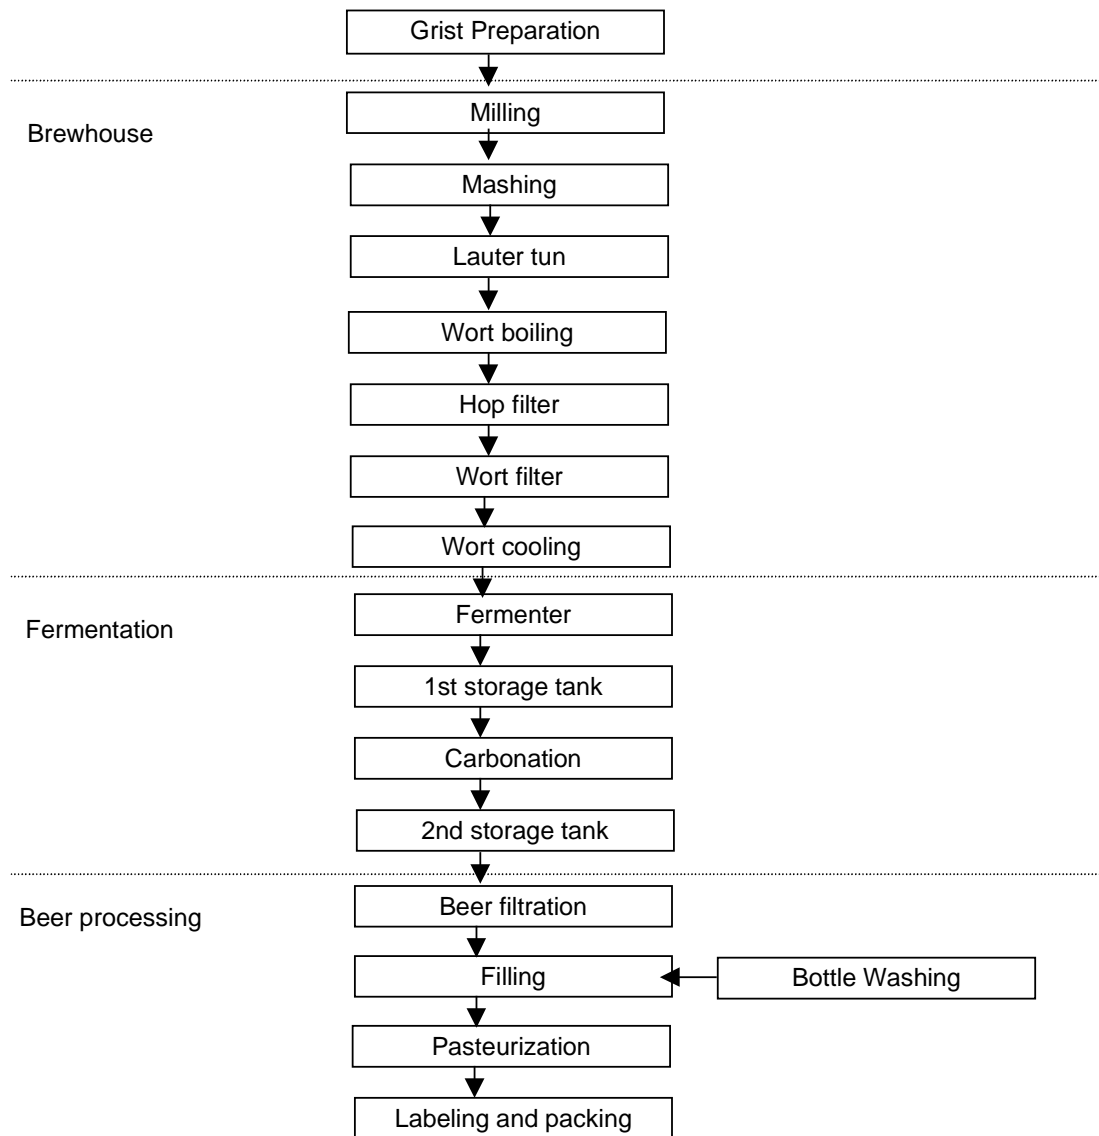 Grist Preparation
Brewhouse
Milling
Mashing
Lauter tun
Wort boiling
Hop filter
Wort filter
Wort cooling
Fermentation
Fermenter
1st storage tank
Carbonation
2nd storage tank
Beer processing
Beer filtration
Filling
Bottle Washing
Pasteurization
Labeling and packing